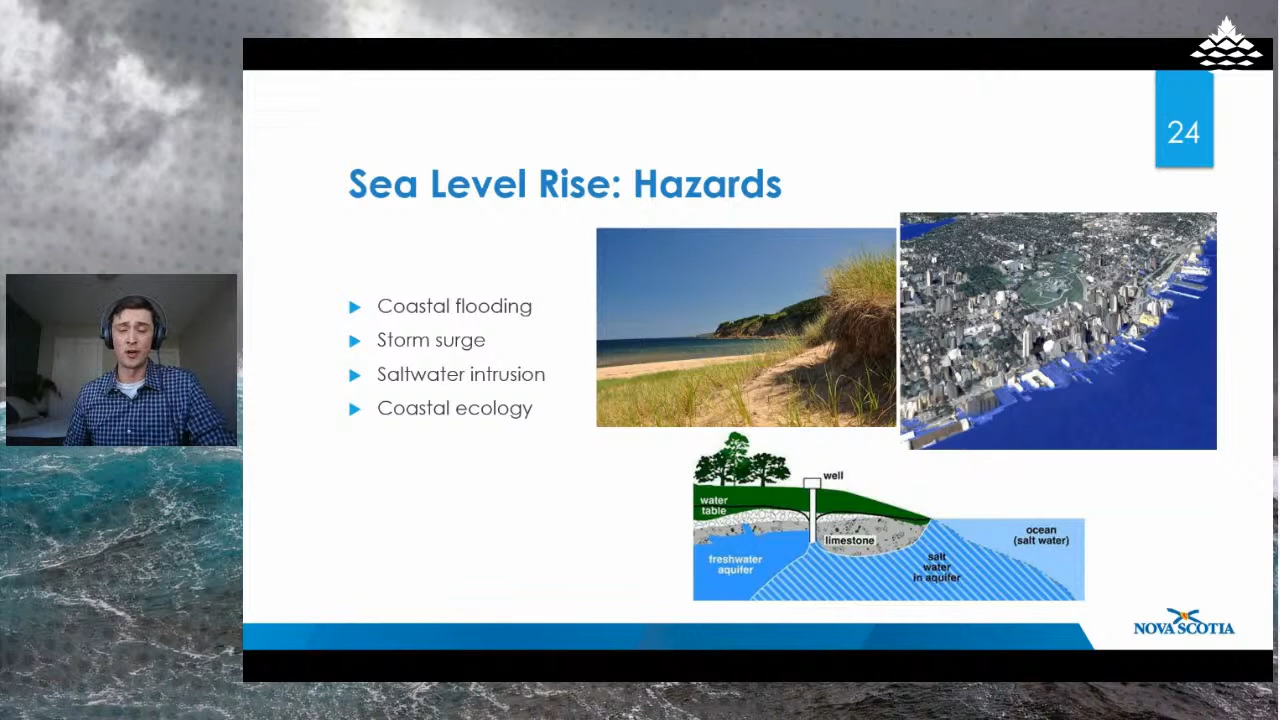 24
Sea Level Rise: Hazards
Coastal flooding
Storm surge
Saltwater intrusion
Coastal ecology
well
water
table
limestone
freshwater
aquifer
salt
water
in aquifer
ocean
(salt water)
NOVA SCOTIA